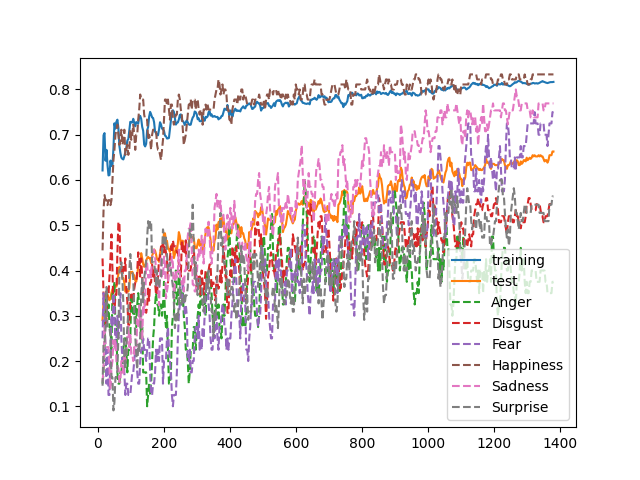 0.8
0.7
0.6
0.5
0.4
0.3
0.2
0.1
0 200 400 600 800 1000 1200 1400
training
test
Anger
Disgust
Fear
Happiness
Sadness
Surprise